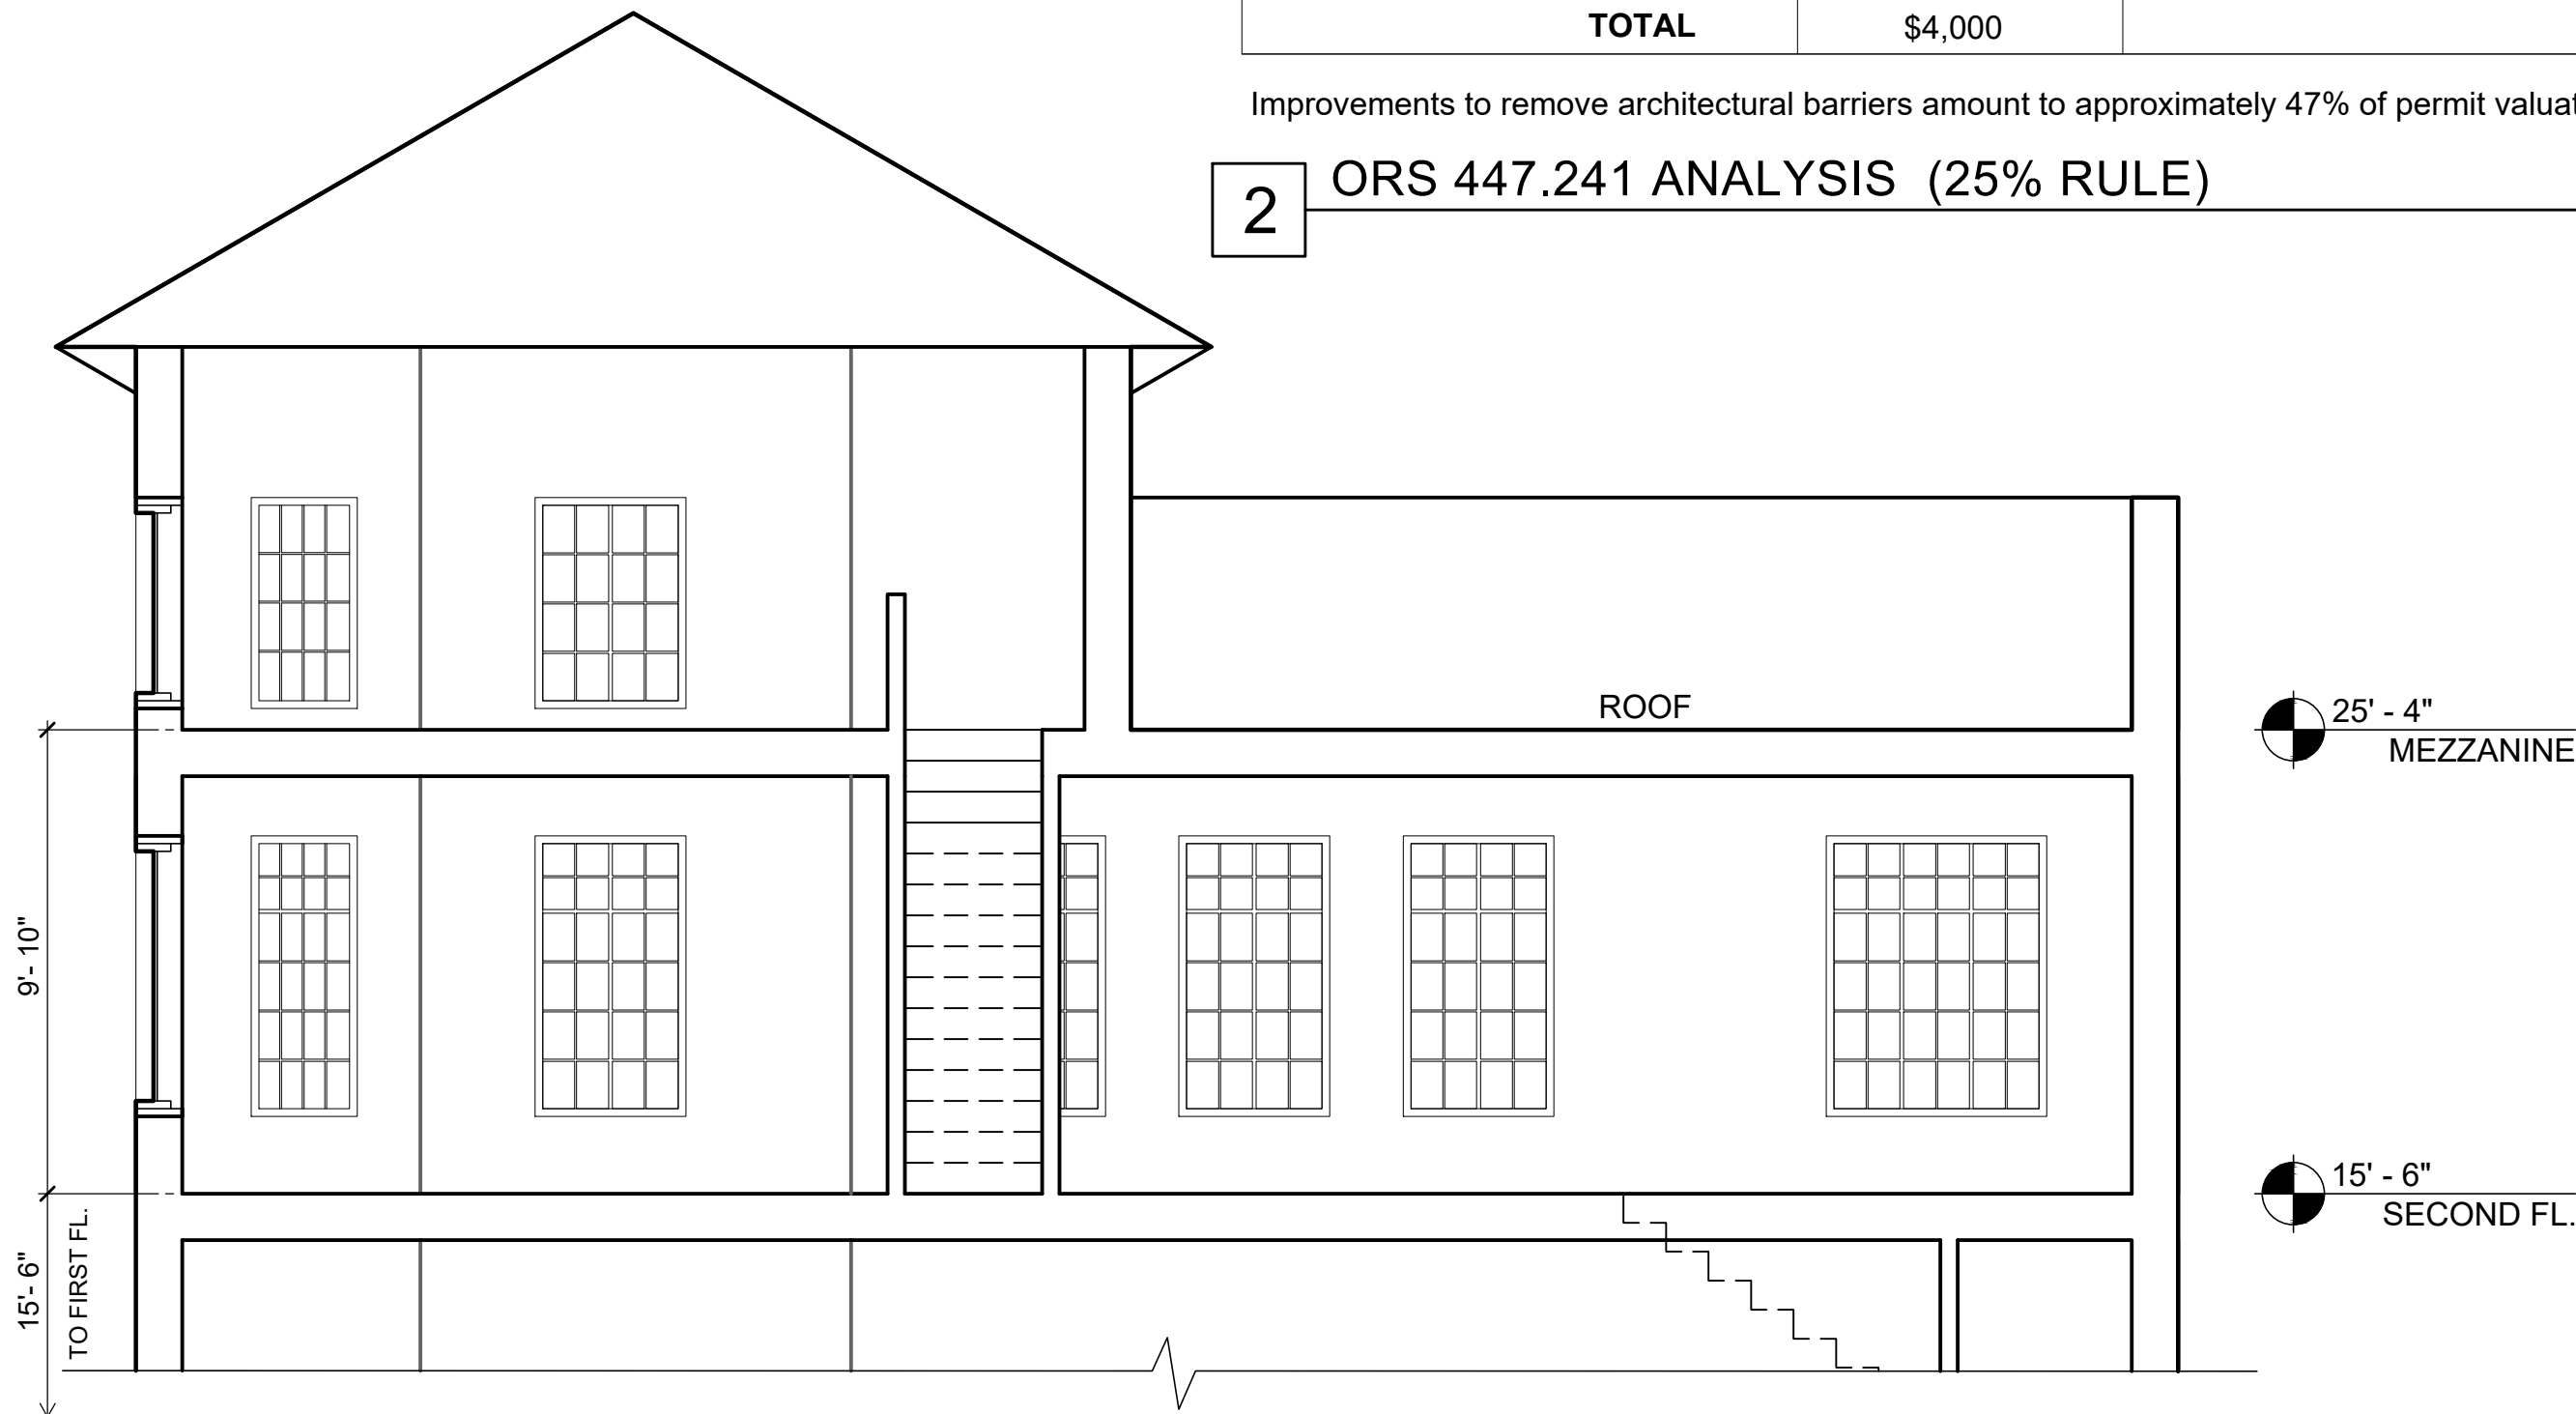 TOTAL $4,000
Improvements to remove architectural barriers amount to approximately 47% of permit
2 ORS 447.241 ANALYSIS (25% RULE)
ROOF
25' - 4"
MEZZANINE
9'- 10"
15' - 6"
SECOND FL.
15'- 6"
TO FIRST FL.